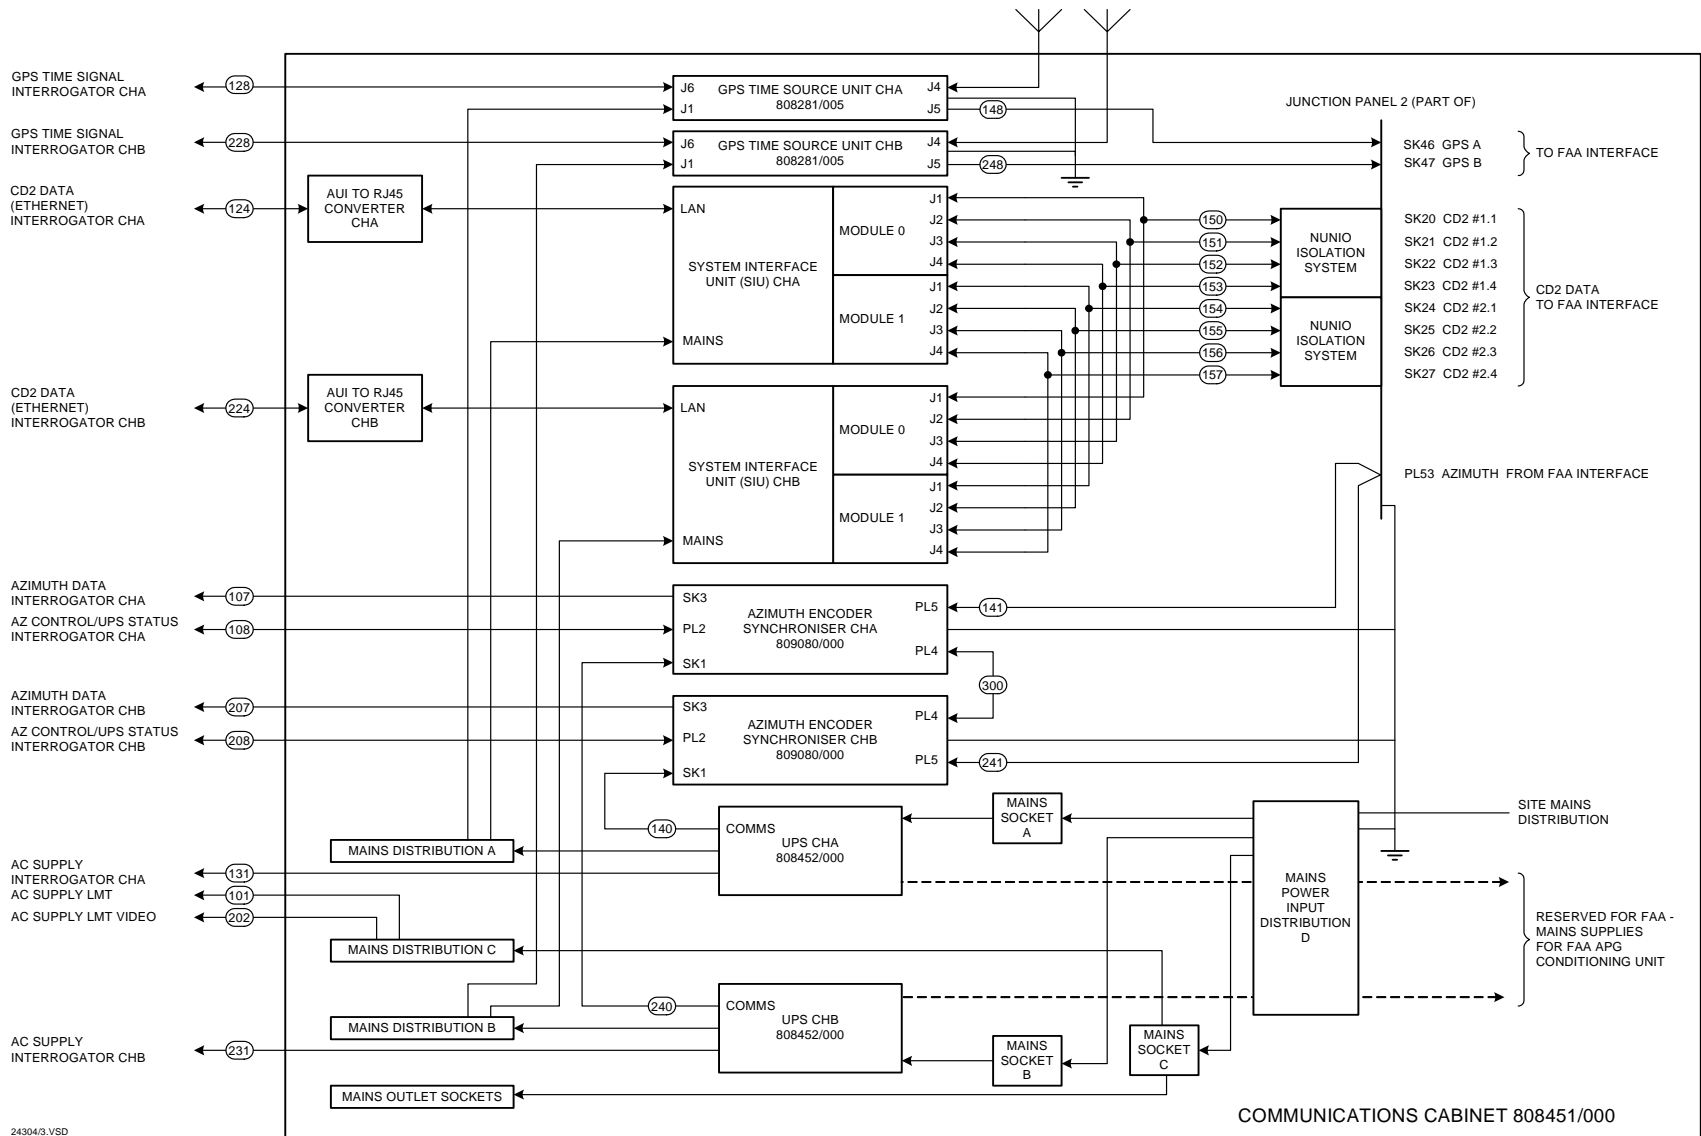 GPS TIME SIGNAL
INTERROGATOR CHA
128
J6
GPS TIME SOURCE UNIT CHA
808281/005
J4
J1
J5
148
JUNCTION PANEL 2 (PART OF)
GPS TIME SIGNAL
INTERROGATOR CHB
228
J6
GPS TIME SOURCE UNIT CHB
808281/005
J4
J1
J5
248
SK46 GPS A
SK47 GPS B
TO FAA INTERFACE
CD2 DATA
(ETHERNET)
INTERROGATOR CHA
124
AUI TO RJ45
CONVERTER
CHA
LAN
SYSTEM INTERFACE
UNIT (SIU) CHA
MAINS
MODULE 0
J1
J2
J3
J4
MODULE 1
J1
J2
J3
J4
150
151
152
153
154
155
156
157
NUNIO
ISOLATION
SYSTEM
NUNIO
ISOLATION
SYSTEM
SK20 CD2 #1.1
SK21 CD2 #1.2
SK22 CD2 #1.3
SK23 CD2 #1.4
SK24 CD2 #2.1
SK25 CD2 #2.2
SK26 CD2 #2.3
SK27 CD2 #2.4
CD2 DATA
TO FAA INTERFACE
CD2 DATA
(ETHERNET)
INTERROGATOR CHB
224
AUI TO RJ45
CONVERTER
CHB
LAN
SYSTEM INTERFACE
UNIT (SIU) CHB
MAINS
MODULE 0
J1
J2
J3
J4
MODULE 1
J1
J2
J3
J4
PL53 AZIMUTH FROM FAA INTERFACE
AZIMUTH DATA
INTERROGATOR CHA
107
AZ CONTROL/UPS STATUS
INTERROGATOR CHA
108
SK3
PL2
SK1
AZIMUTH ENCODER
SYNCHRONISER CHA
809080/000
PL5
PL4
141
300
AZIMUTH DATA
INTERROGATOR CHB
207
AZ CONTROL/UPS STATUS
INTERROGATOR CHB
208
SK3
PL2
SK1
AZIMUTH ENCODER
SYNCHRONISER CHB
809080/000
PL4
PL5
241
140
COMMS
UPS CHA
808452/000
MAINS
SOCKET
A
MAINS
POWER
INPUT
DISTRIBUTION
D
SITE MAINS
DISTRIBUTION
MAINS DISTRIBUTION A
AC SUPPLY
INTERROGATOR CHA
131
AC SUPPLY LMT
101
AC SUPPLY LMT VIDEO
202
MAINS DISTRIBUTION C
RESERVED FOR FAA -
MAINS SUPPLIES
FOR FAA APG
CONDITIONING UNIT
240
COMMS
UPS CHB
808452/000
MAINS DISTRIBUTION B
MAINS
SOCKET
B
MAINS
SOCKET
C
AC SUPPLY
INTERROGATOR CHB
231
MAINS OUTLET SOCKETS
COMMUNICATIONS CABINET 808451/000
24304/3.VSD